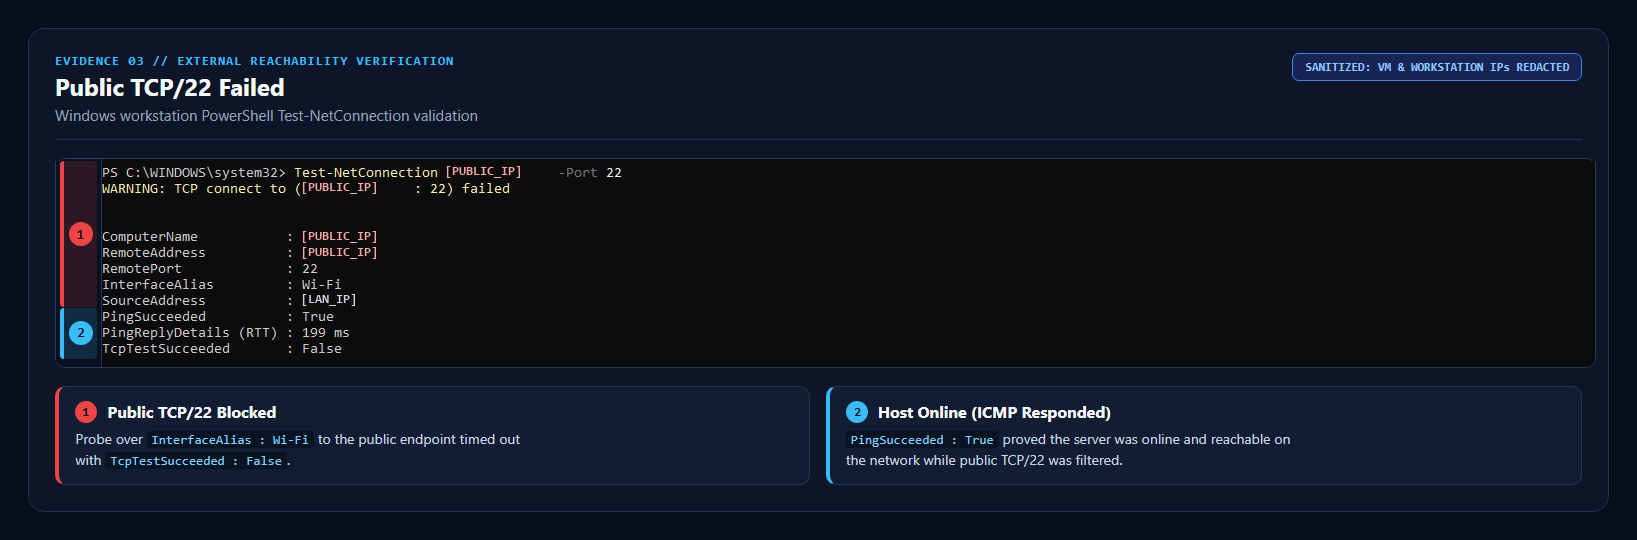 EVIDENCE 03 // EXTERNAL REACHABILITY VERIFICATION
SANITIZED: VM & WORKSTATION IPs REDACTED
Public TCP/22 Failed
Windows workstation PowerShell Test-NetConnection validation
PS C:\WINDOWS\system32> Test-NetConnection [PUBLIC_IP] -Port 22
WARNING: TCP connect to ([PUBLIC_IP] : 22) failed
1
ComputerName : [PUBLIC_IP]
RemoteAddress : [PUBLIC_IP]
RemotePort : 22
InterfaceAlias : Wi-Fi
SourceAddress : [LAN_IP]
2
PingSucceeded : True
PingReplyDetails (RTT) : 199 ms
TcpTestSucceeded : False
1 Public TCP/22 Blocked
Probe over InterfaceAlias : Wi-Fi to the public endpoint timed out
with TcpTestSucceeded : False.
2 Host Online (ICMP Responded)
PingSucceeded : True proved the server was online and reachable on
the network while public TCP/22 was filtered.